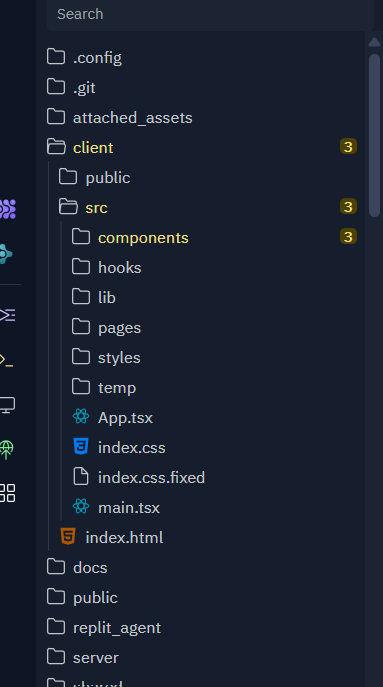 Search
.config
.git
attached_assets
client 3
public
src 3
components 3
hooks
lib
pages
styles
temp
App.tsx
index.css
index.css.fixed
main.tsx
index.html
docs
public
replit_agent
server